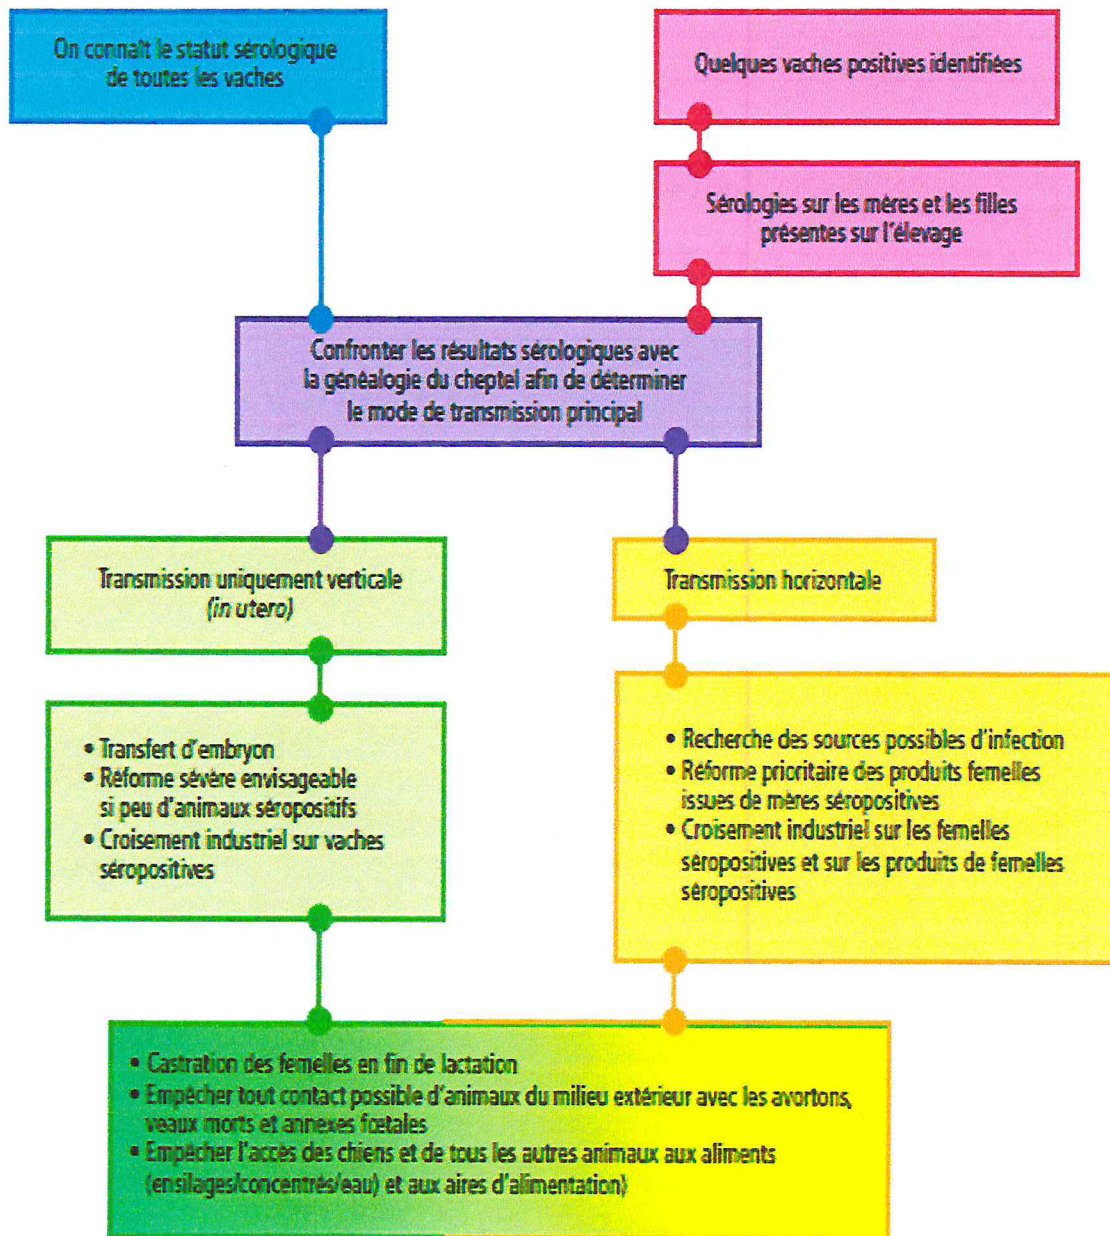 On connaît le statut sérologique
de toutes les vaches
Quelques vaches positives identifiées
Sérologies sur les mères et les filles
présentes sur l'élevage
Confronter les résultats sérologiques avec
la généalogie du cheptel afin de déterminer
le mode de transmission principal
Transmission uniquement verticale
(in utero)
Transmission horizontale
• Transfert d'embryon
• Réforme sévère envisageable
si peu d'animaux séropositifs
• Croisement industriel sur vaches
séropositives
• Recherche des sources possibles d'infection
• Réforme prioritaire des produits femelles
issues de mères séropositives
• Croisement industriel sur les femelles
séropositives et sur les produits de femelles
séropositives
• Castration des femelles en fin de lactation
• Empêcher tout contact possible d'animaux du milieu extérieur avec les avortons,
veaux morts et annexes fœtales
• Empêcher l'accès des chiens et de tous les autres animaux aux aliments
(ensilages/concentrés/eau) et aux aires d'alimentation)